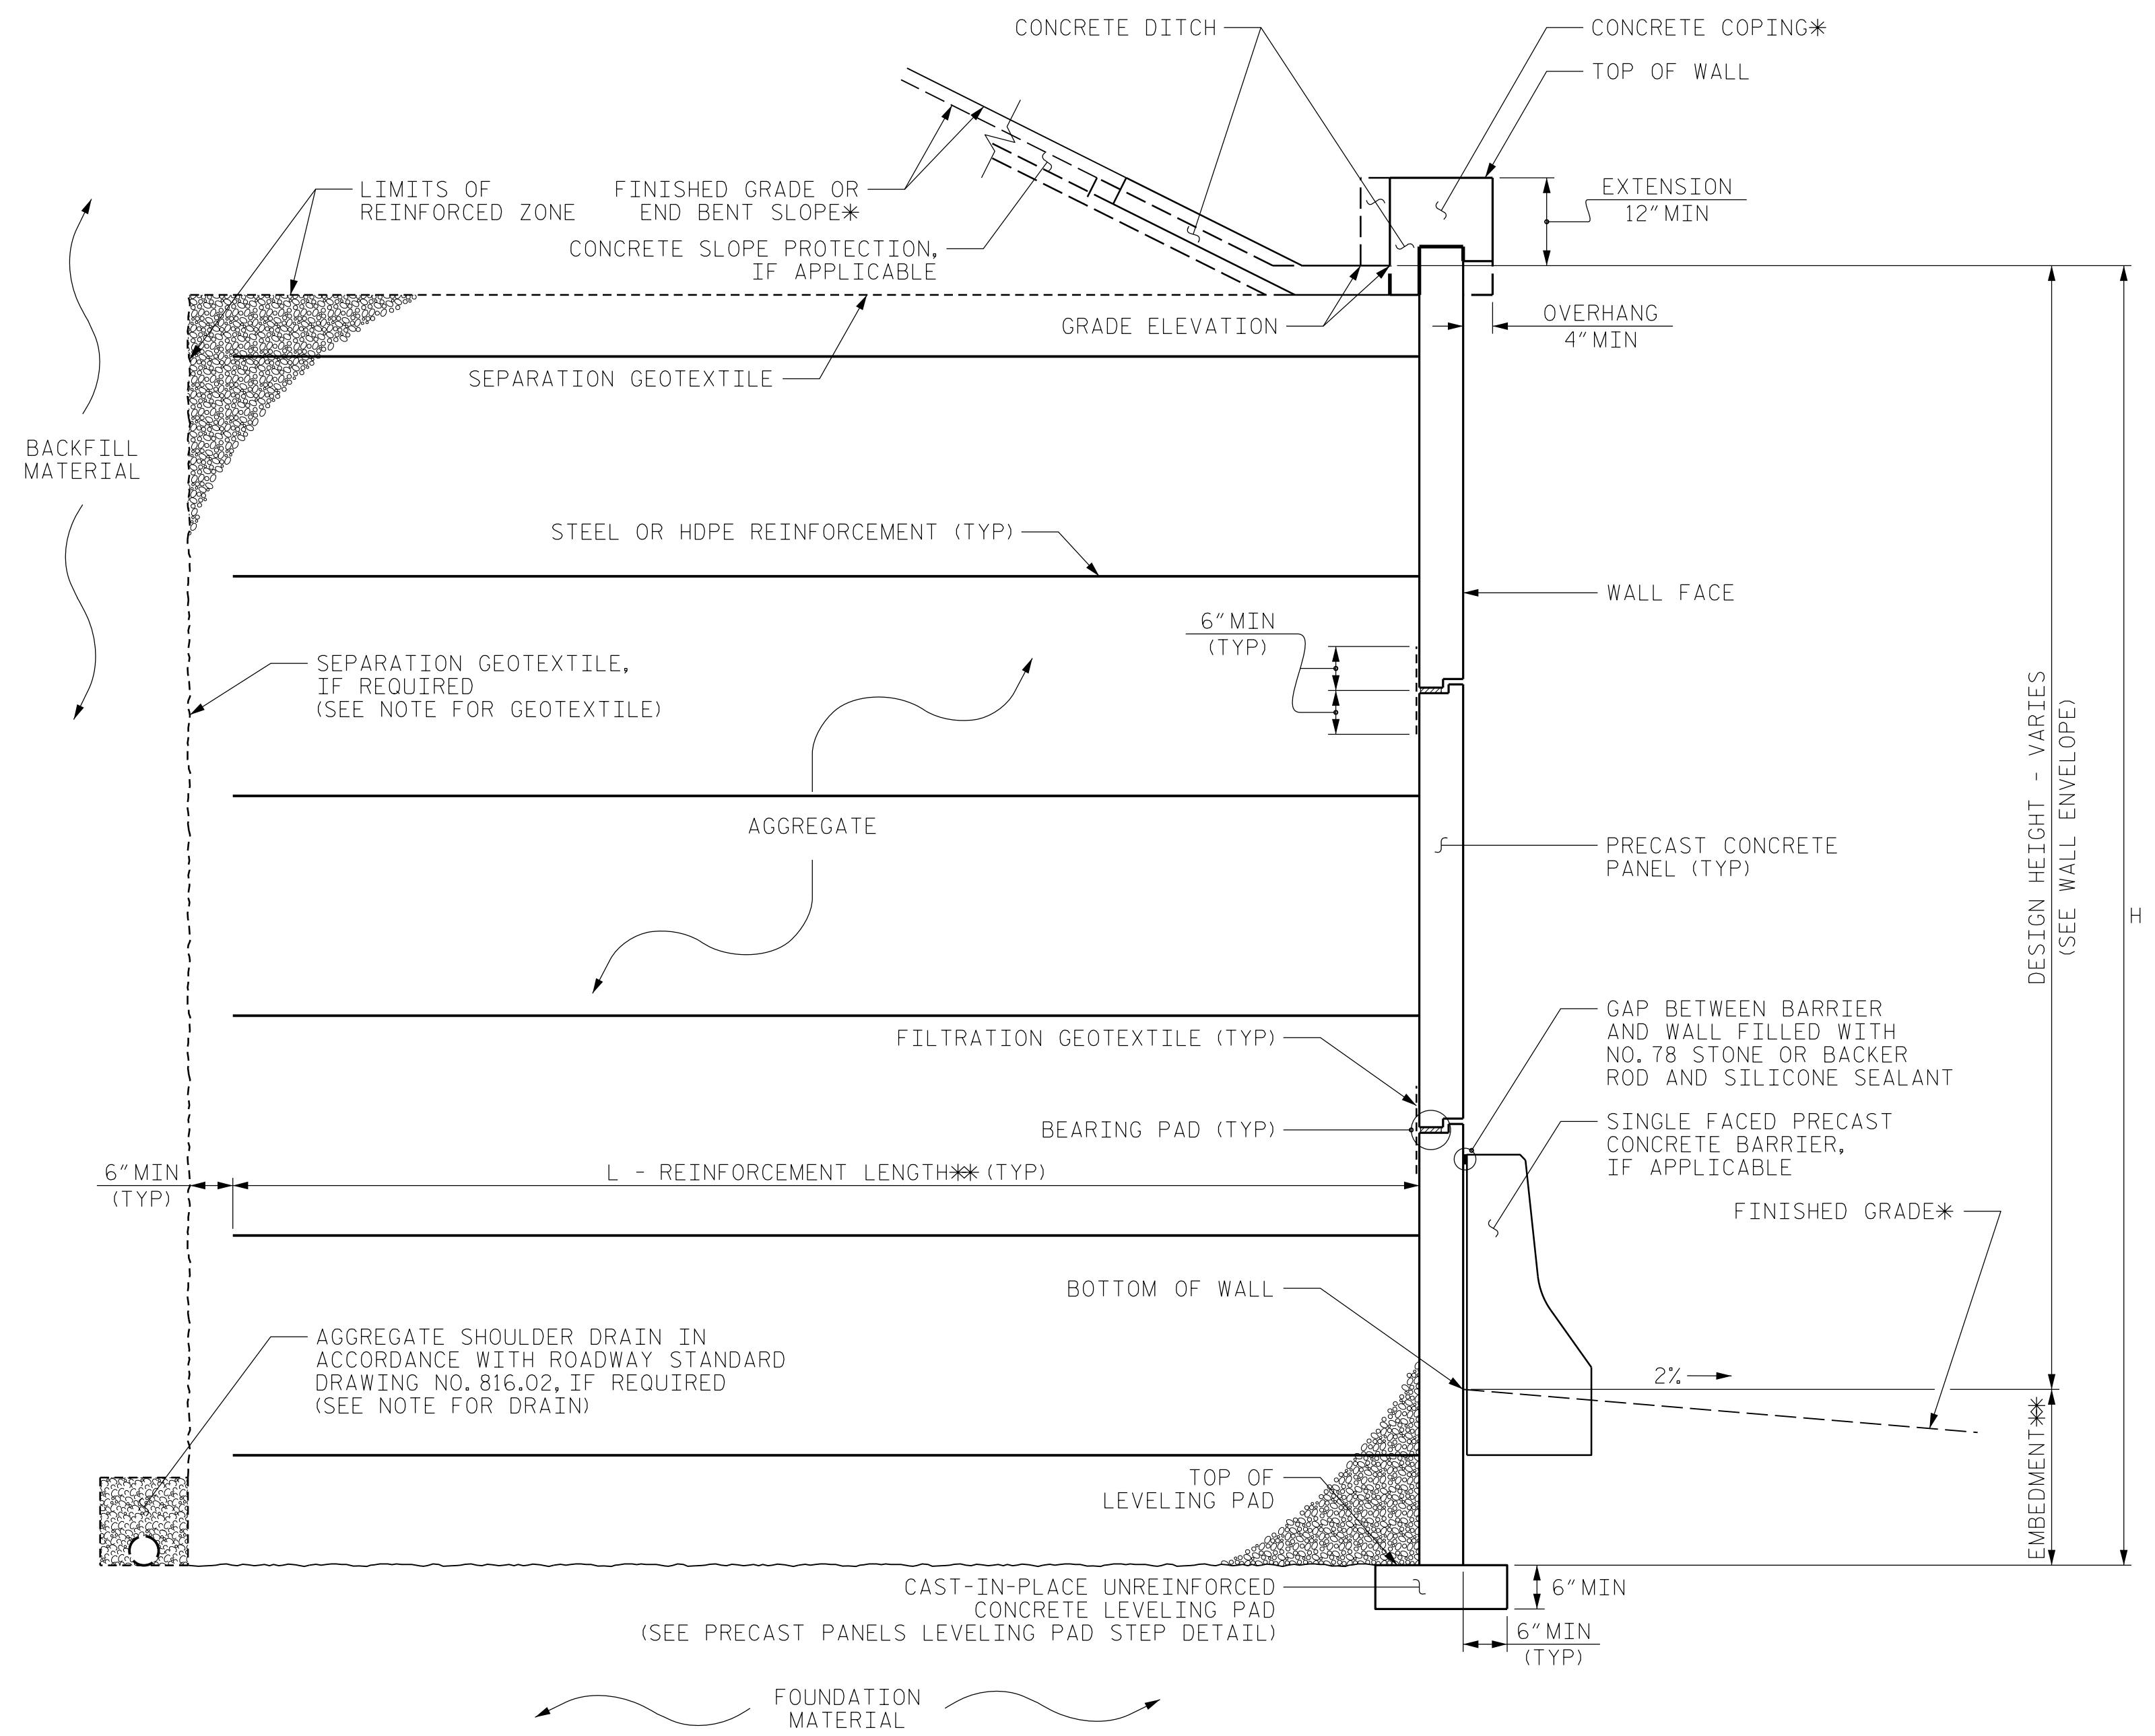 CONCRETE DITCH
CONCRETE COPING*
TOP OF WALL
LIMITS OF
REINFORCED ZONE
FINISHED GRADE OR
END BENT SLOPE*
CONCRETE SLOPE PROTECTION,
IF APPLICABLE
EXTENSION
12" MIN
GRADE ELEVATION
OVERHANG
4" MIN
SEPARATION GEOTEXTILE
BACKFILL
MATERIAL
STEEL OR HDPE REINFORCEMENT (TYP)
WALL FACE
6" MIN
(TYP)
SEPARATION GEOTEXTILE,
IF REQUIRED
(SEE NOTE FOR GEOTEXTILE)
AGGREGATE
PRECAST CONCRETE
PANEL (TYP)
DESIGN HEIGHT - VARIES
(SEE WALL ENVELOPE)
H
FILTRATION GEOTEXTILE (TYP)
GAP BETWEEN BARRIER
AND WALL FILLED WITH
NO. 78 STONE OR BACKER
ROD AND SILICONE SEALANT
BEARING PAD (TYP)
SINGLE FACED PRECAST
CONCRETE BARRIER,
IF APPLICABLE
6" MIN
(TYP)
L - REINFORCEMENT LENGTH** (TYP)
FINISHED GRADE*
BOTTOM OF WALL
AGGREGATE SHOULDER DRAIN IN
ACCORDANCE WITH ROADWAY STANDARD
DRAWING NO. 816.02, IF REQUIRED
(SEE NOTE FOR DRAIN)
2%
EMBEDMENT**
TOP OF
LEVELING PAD
CAST-IN-PLACE UNREINFORCED
CONCRETE LEVELING PAD
(SEE PRECAST PANELS LEVELING PAD STEP DETAIL)
6" MIN
6" MIN
(TYP)
FOUNDATION
MATERIAL